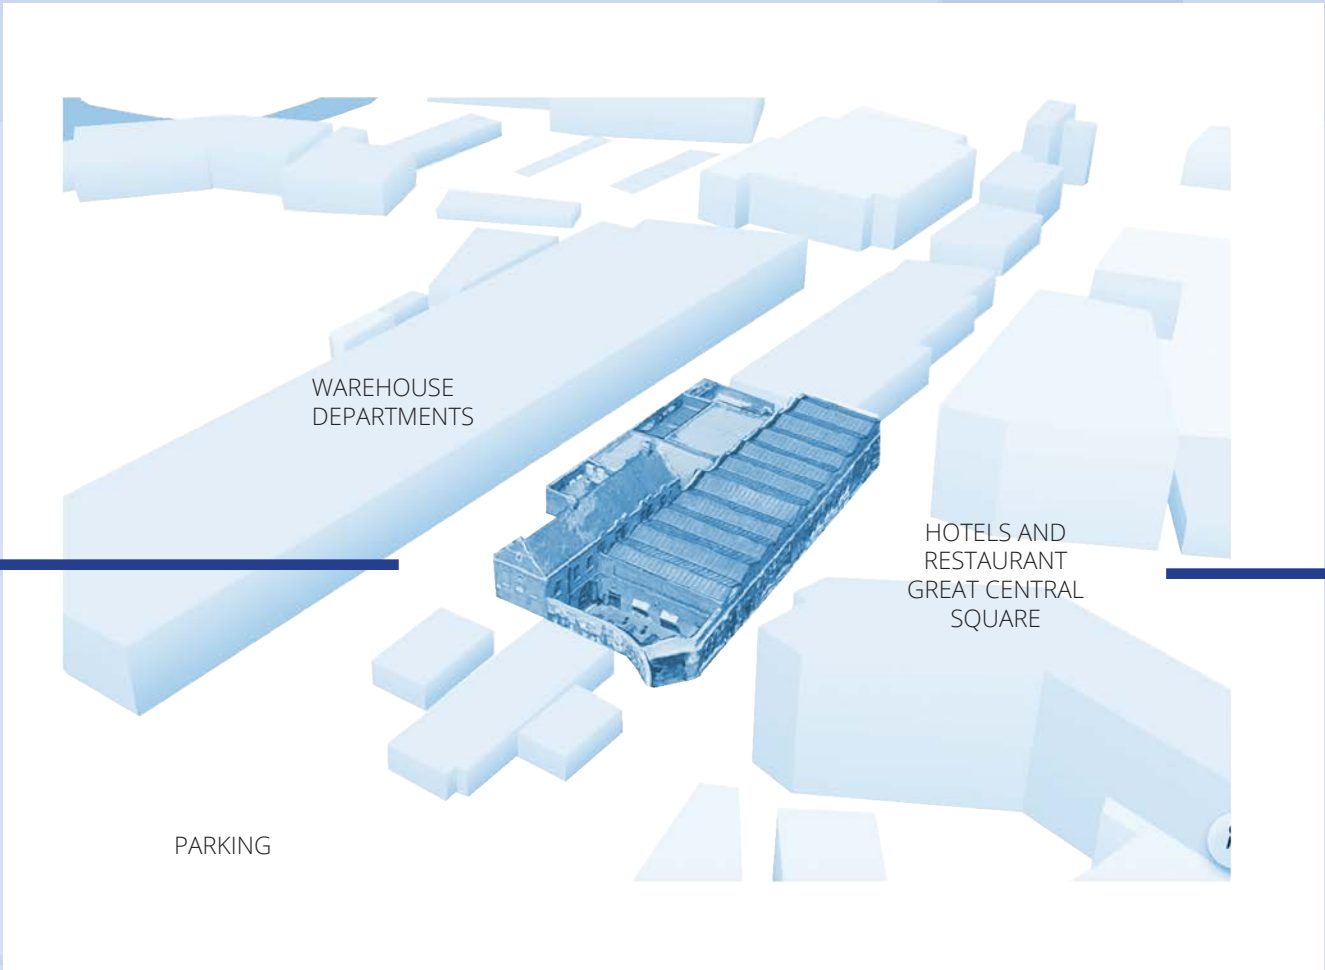 WAREHOUSE
DEPARTMENTS
HOTELS AND
RESTAURANT
GREAT CENTRAL
SQUARE
PARKING
i